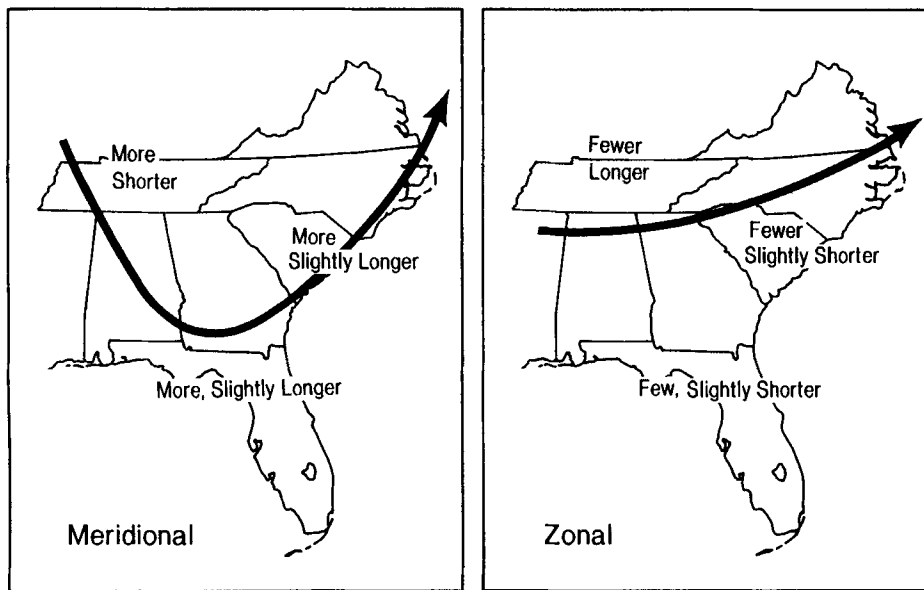 More
Shorter
More
Slightly Longer
More, Slightly Longer
Meridional
Fewer
Longer
Fewer
Slightly Shorter
Few, Slightly Shorter
Zonal